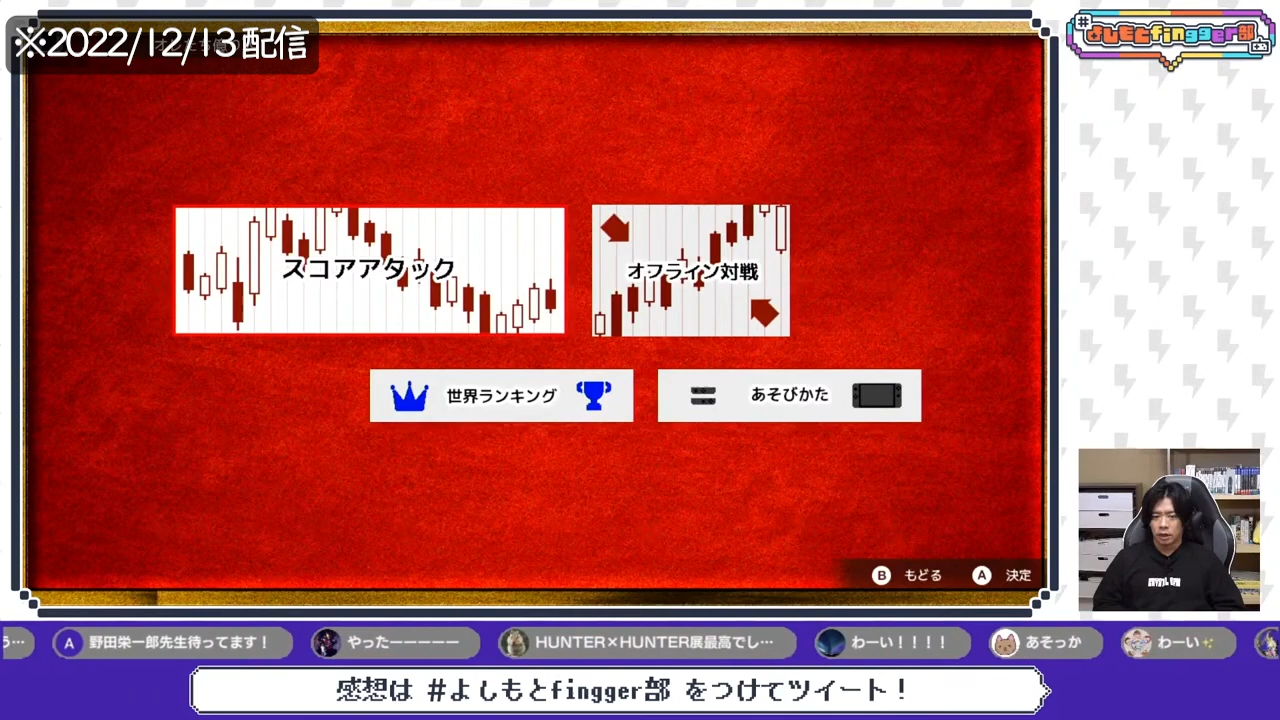 ※2022/12/13配信
#よしもとfingger部
スコアアタック
オフライン対戦
世界ランキング
あそびかた
B もどる A 決定
う…
A 野田栄一郎先生待ってます！
やったーーーーー
HUNTER×HUNTER展最高でし…
わーい！！！！
あそっか
わーい✨
感想は #よしもとfingger部 をつけてツイート！